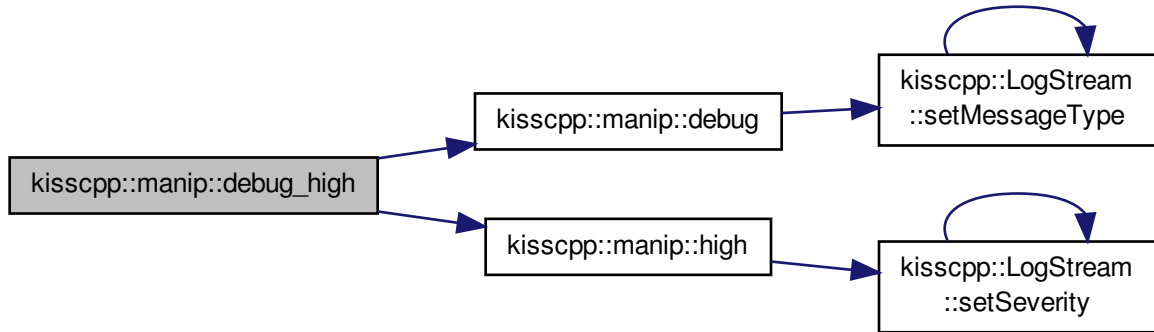 kisscpp::manip::debug_high
kisscpp::manip::debug
kisscpp::LogStream
::setMessageType
kisscpp::manip::high
kisscpp::LogStream
::setSeverity